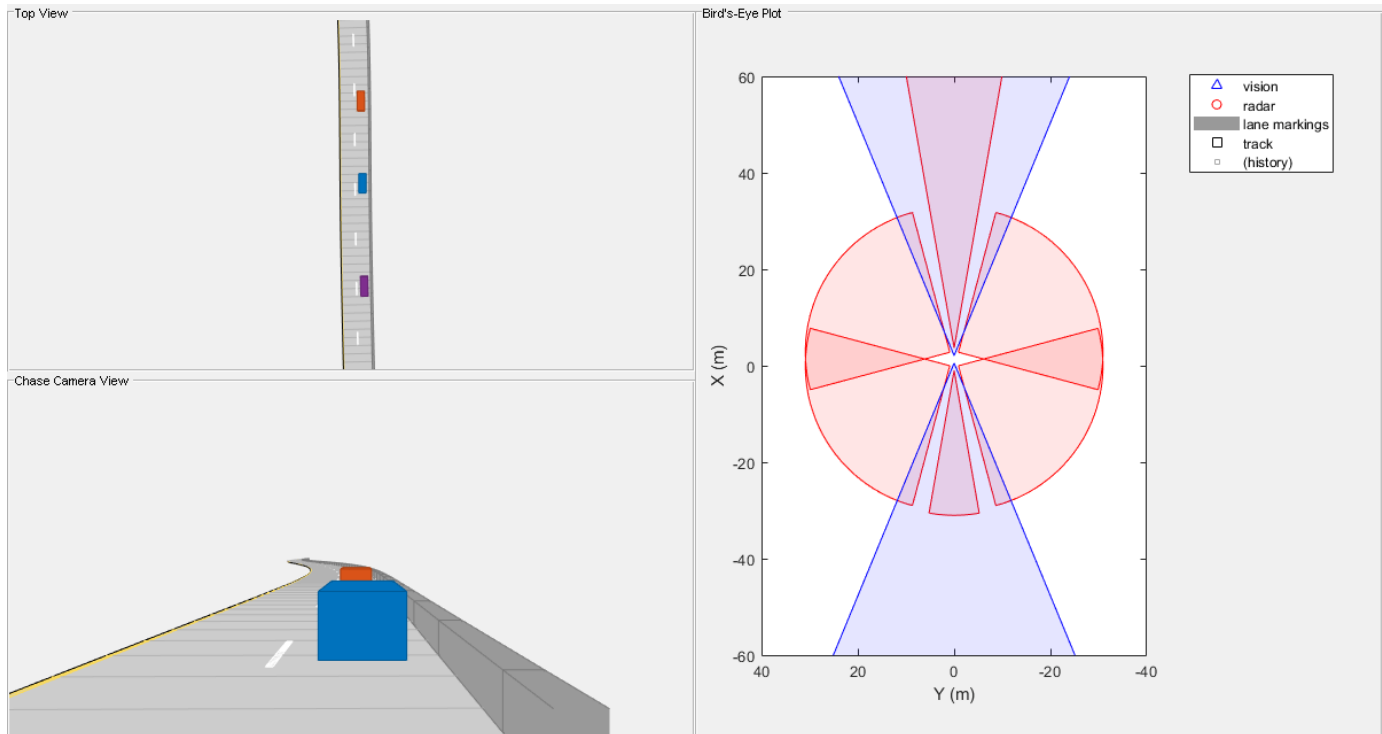 Top View
Chase Camera View
Bird's-Eye Plot
60
40
20
0
-20
-40
-60
X (m)
40
20
0
-20
-40
Y (m)
vision
radar
lane markings
track
(history)